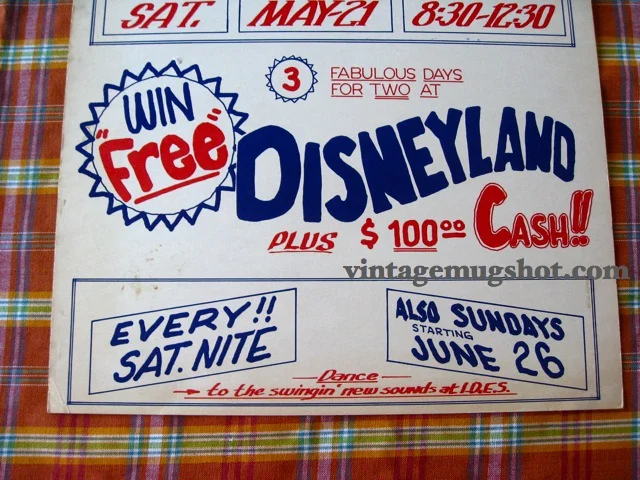 SAT. MAY-21 8:30-12:30
WIN
"Free"
3 FABULOUS DAYS
FOR TWO AT
DISNEYLAND
PLUS $100.00 CASH!!
vintagemugshot.com
EVERY!!
SAT. NITE
ALSO SUNDAYS
STARTING
JUNE 26
Dance
to the swingin' new sounds at I.D.E.S.